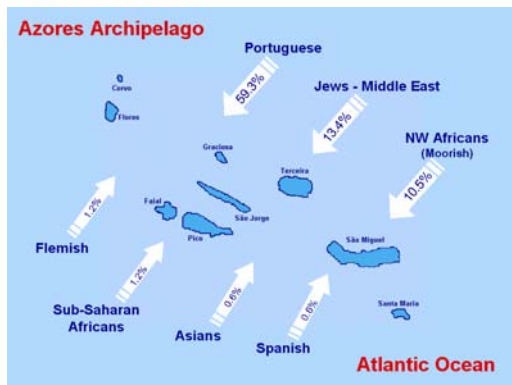 Azores Archipelago
Portuguese
59.3%
Jews - Middle East
13.4%
NW Africans
(Moorish)
10.5%
Corvo
Flores
Graciosa
Terceira
Faial
São Jorge
Pico
São Miguel
Santa Maria
1.2%
Flemish
1.2%
Sub-Saharan
Africans
0.6%
Asians
0.6%
Spanish
Atlantic Ocean